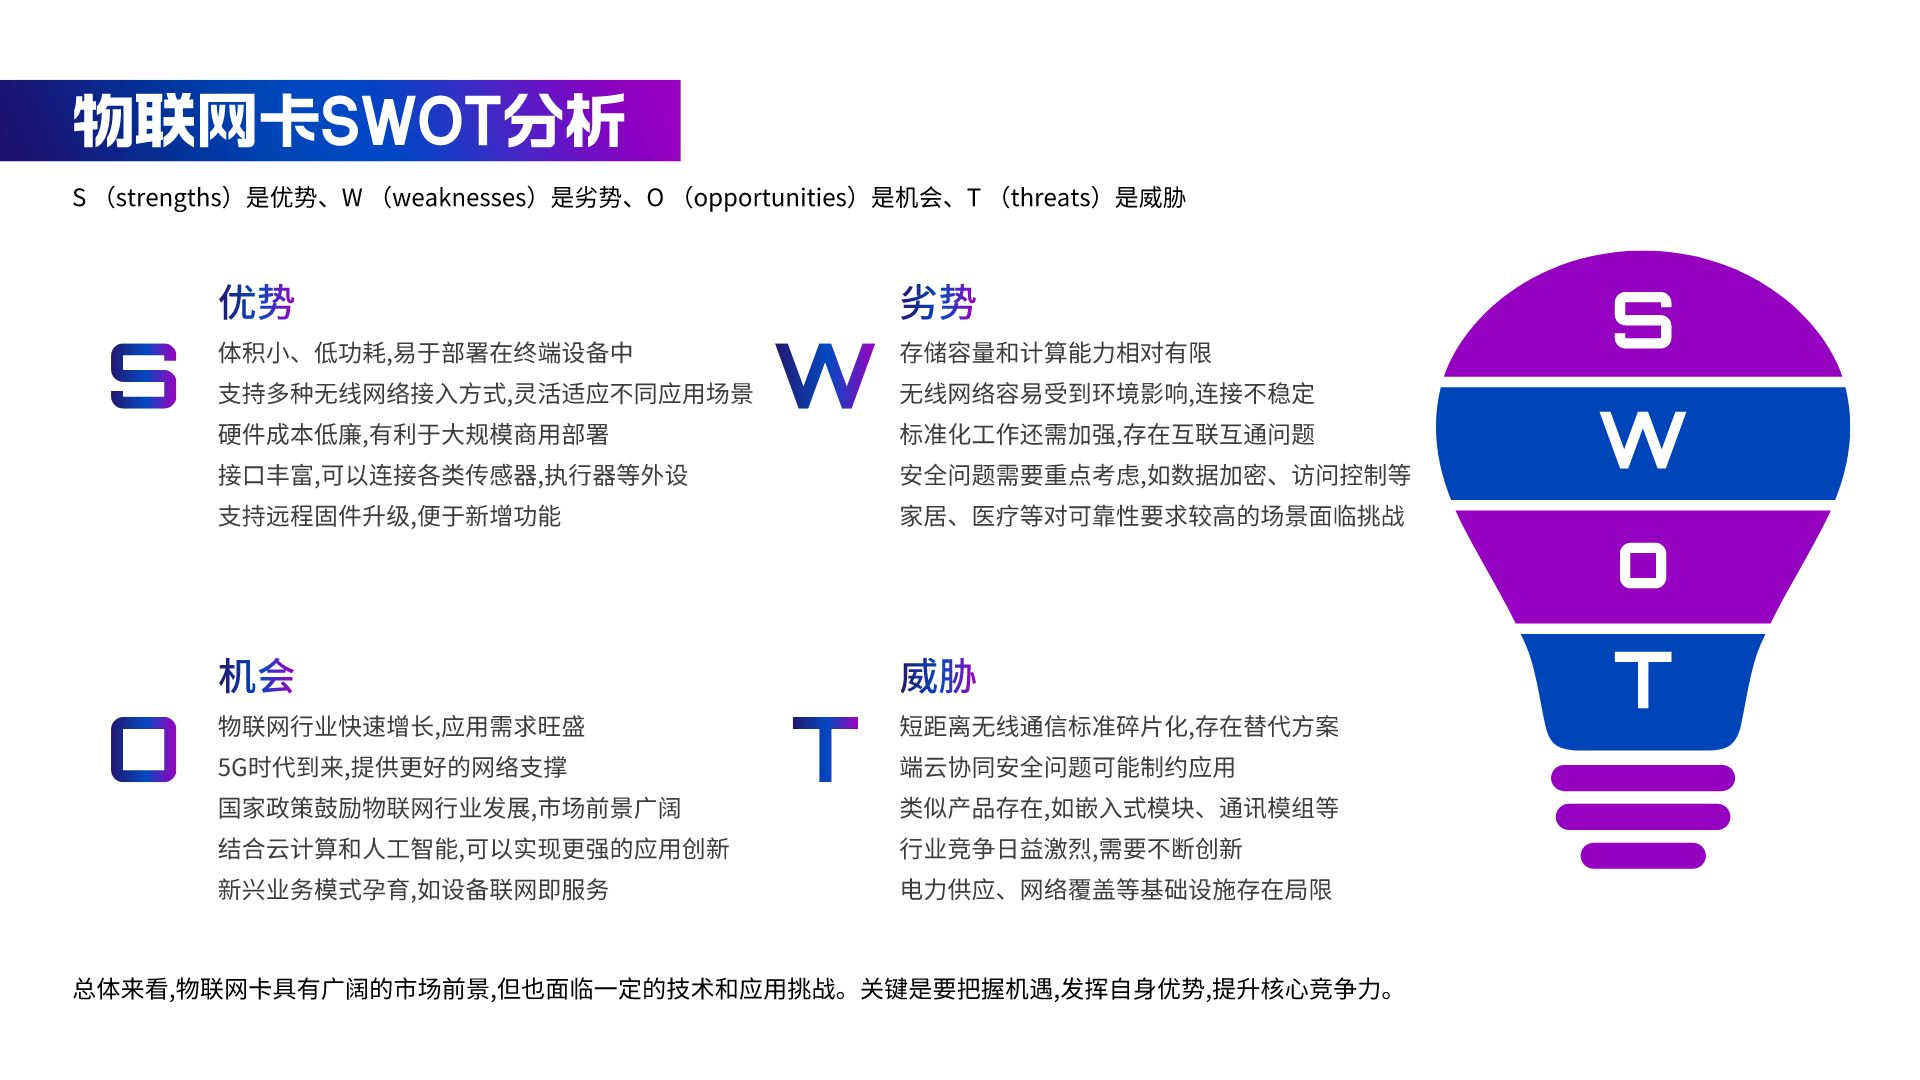 物联网卡SWOT分析
S （strengths）是优势、W （weaknesses）是劣势、O （opportunities）是机会、T （threats）是威胁
S
优势
体积小、低功耗,易于部署在终端设备中
支持多种无线网络接入方式,灵活适应不同应用场景
硬件成本低廉,有利于大规模商用部署
接口丰富,可以连接各类传感器,执行器等外设
支持远程固件升级,便于新增功能
W
劣势
存储容量和计算能力相对有限
无线网络容易受到环境影响,连接不稳定
标准化工作还需加强,存在互联互通问题
安全问题需要重点考虑,如数据加密、访问控制等
家居、医疗等对可靠性要求较高的场景面临挑战
O
机会
物联网行业快速增长,应用需求旺盛
5G时代到来,提供更好的网络支撑
国家政策鼓励物联网行业发展,市场前景广阔
结合云计算和人工智能,可以实现更强的应用创新
新兴业务模式孕育,如设备联网即服务
T
威胁
短距离无线通信标准碎片化,存在替代方案
端云协同安全问题可能制约应用
类似产品存在,如嵌入式模块、通讯模组等
行业竞争日益激烈,需要不断创新
电力供应、网络覆盖等基础设施存在局限
S
W
O
T
总体来看,物联网卡具有广阔的市场前景,但也面临一定的技术和应用挑战。关键是要把握机遇,发挥自身优势,提升核心竞争力。